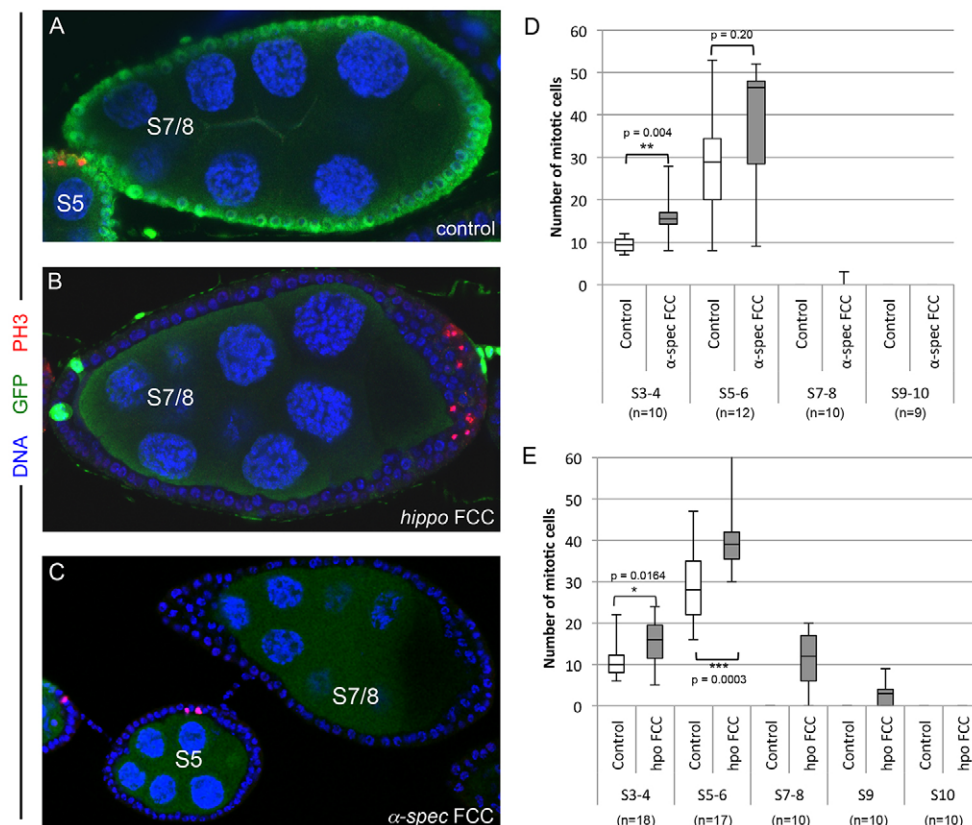 DNA GFP PH3
A
S7/8
S5
control
B
S7/8
hippo FCC
C
S7/8
S5
α-spec FCC
D
Number of mitotic cells
60
50
40
30
20
10
0
p = 0.004
**
p = 0.20
Control
α-spec FCC
Control
α-spec FCC
Control
α-spec FCC
Control
α-spec FCC
S3-4 S5-6 S7-8 S9-10
(n=10) (n=12) (n=10) (n=9)
E
Number of mitotic cells
60
50
40
30
20
10
0
p = 0.0164
*
***
p = 0.0003
Control
hpo FCC
Control
hpo FCC
Control
hpo FCC
Control
hpo FCC
Control
hpo FCC
S3-4 S5-6 S7-8 S9 S10
(n=18) (n=17) (n=10) (n=10) (n=10)